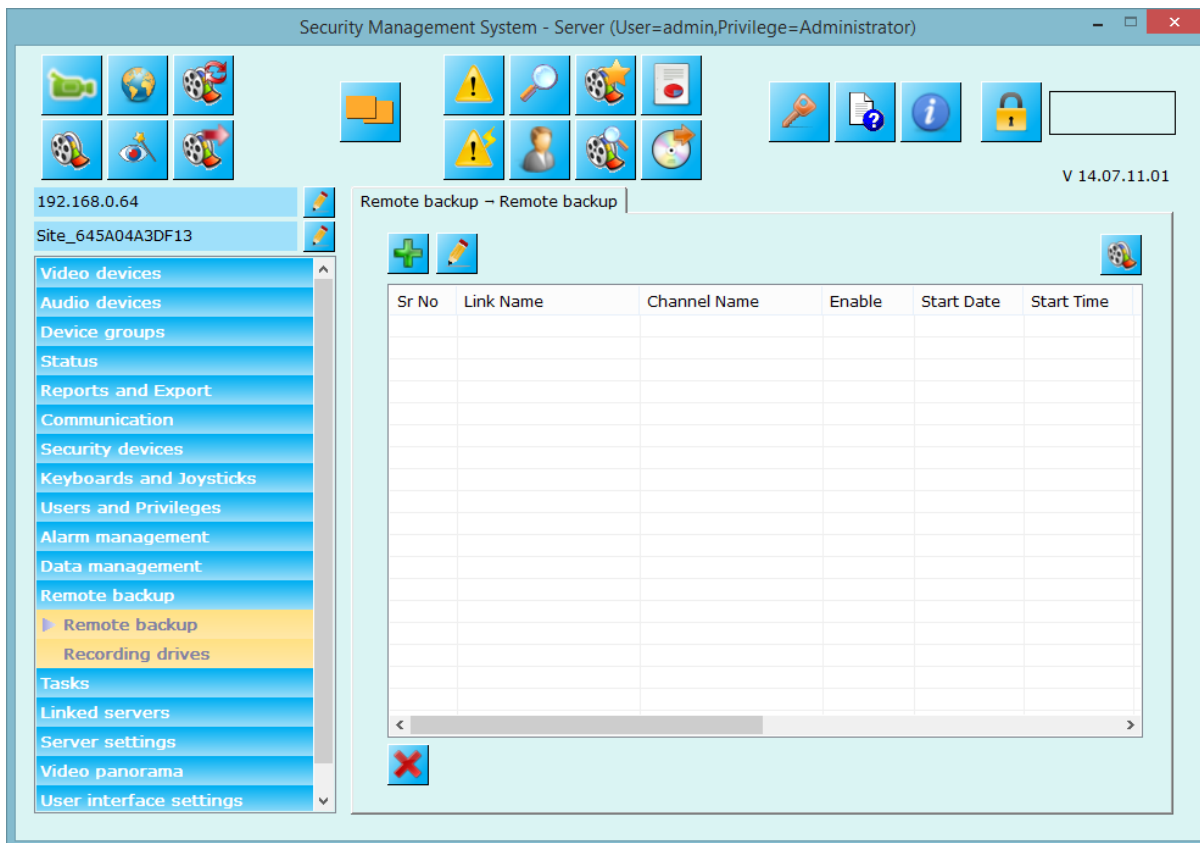 Security Management System - Server (User=admin,Privilege=Administrator)
V 14.07.11.01
192.168.0.64
Site_645A04A3DF13
Video devices
Audio devices
Device groups
Status
Reports and Export
Communication
Security devices
Keyboards and Joysticks
Users and Privileges
Alarm management
Data management
Remote backup
Remote backup
Recording drives
Tasks
Linked servers
Server settings
Video panorama
User interface settings
Remote backup → Remote backup
Sr No Link Name Channel Name Enable Start Date Start Time